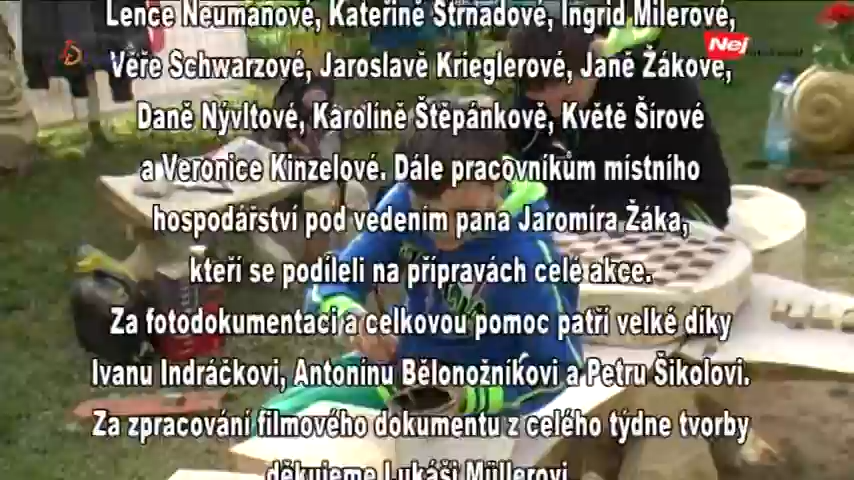 Lence Neumanové, Kateřině Strnadové, Ingrid Milerové,
Nej
Věře Schwarzové, Jaroslavě Krieglerové, Janě Žákové,
Daně Nývltové, Karolíně Štěpánkově, Květě Šírové
a Veronice Kinzelové. Dále pracovníkům místního
hospodářství pod vedením pana Jaromíra Žáka,
kteří se podíleli na přípravách celé akce.
Za fotodokumentaci a celkovou pomoc patří velké díky
Ivanu Indráčkovi, Antonínu Bělonožníkovi a Petru Šikolovi.
Za zpracování filmového dokumentu z celého týdne tvorby
děkujeme Lukáši Müllerovi